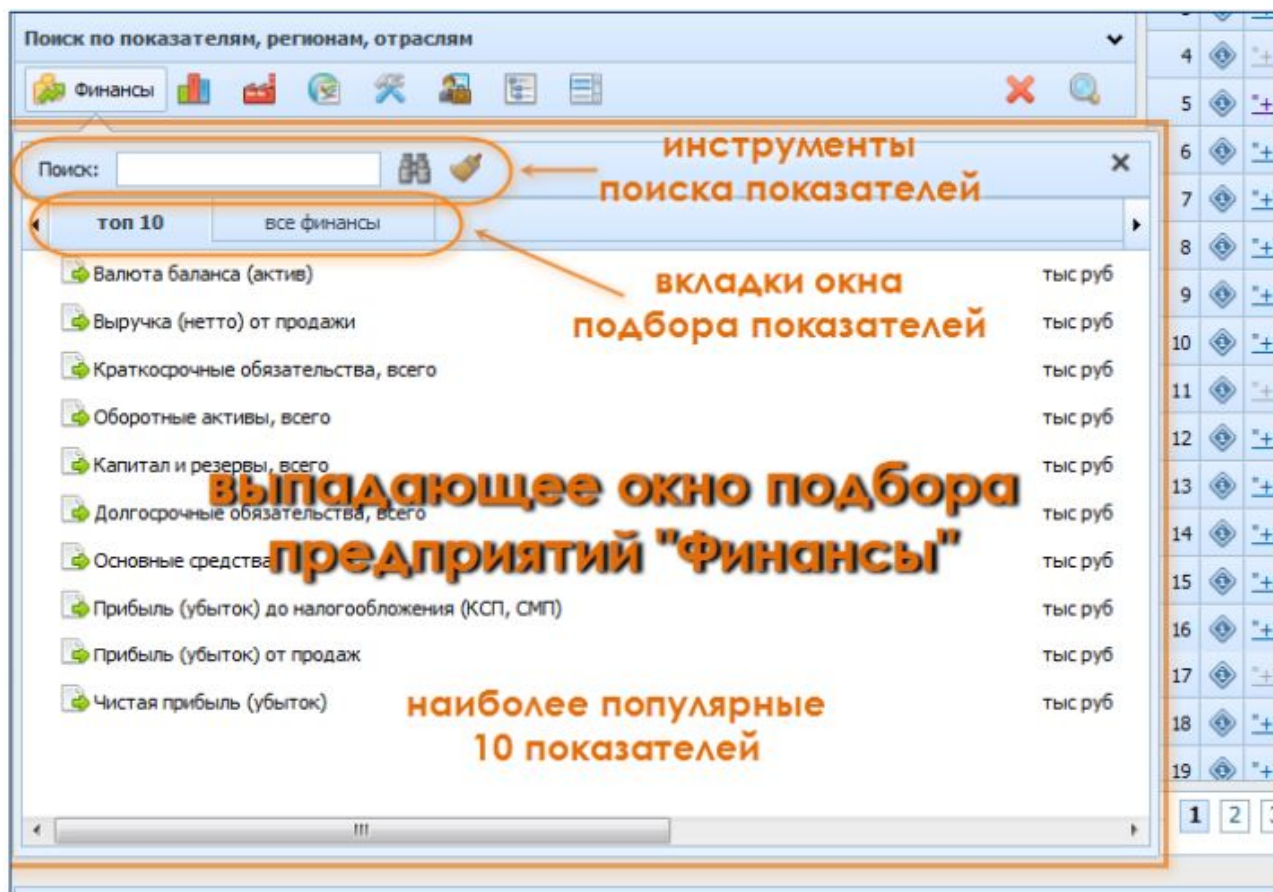 Поиск по показателям, регионам, отраслям
Финансы
Поиск:
инструменты
поиска показателей
топ 10
все финансы
вкладки окна
подбора показателей
Валюта баланса (актив) тыс руб
Выручка (нетто) от продажи тыс руб
Краткосрочные обязательства, всего тыс руб
Оборотные активы, всего тыс руб
Капитал и резервы, всего тыс руб
Долгосрочные обязательства, всего тыс руб
Основные средства тыс руб
Прибыль (убыток) до налогообложения (КСП, СМП) тыс руб
Прибыль (убыток) от продаж тыс руб
Чистая прибыль (убыток) тыс руб
выпадающее окно подбора
предприятий "Финансы"
наиболее популярные
10 показателей
4 "+
5 "+
6 "+
7 "+
8 "+
9 "+
10 "+
11 "+
12 "+
13 "+
14 "+
15 "+
16 "+
17 "+
18 "+
19 "+
1 2